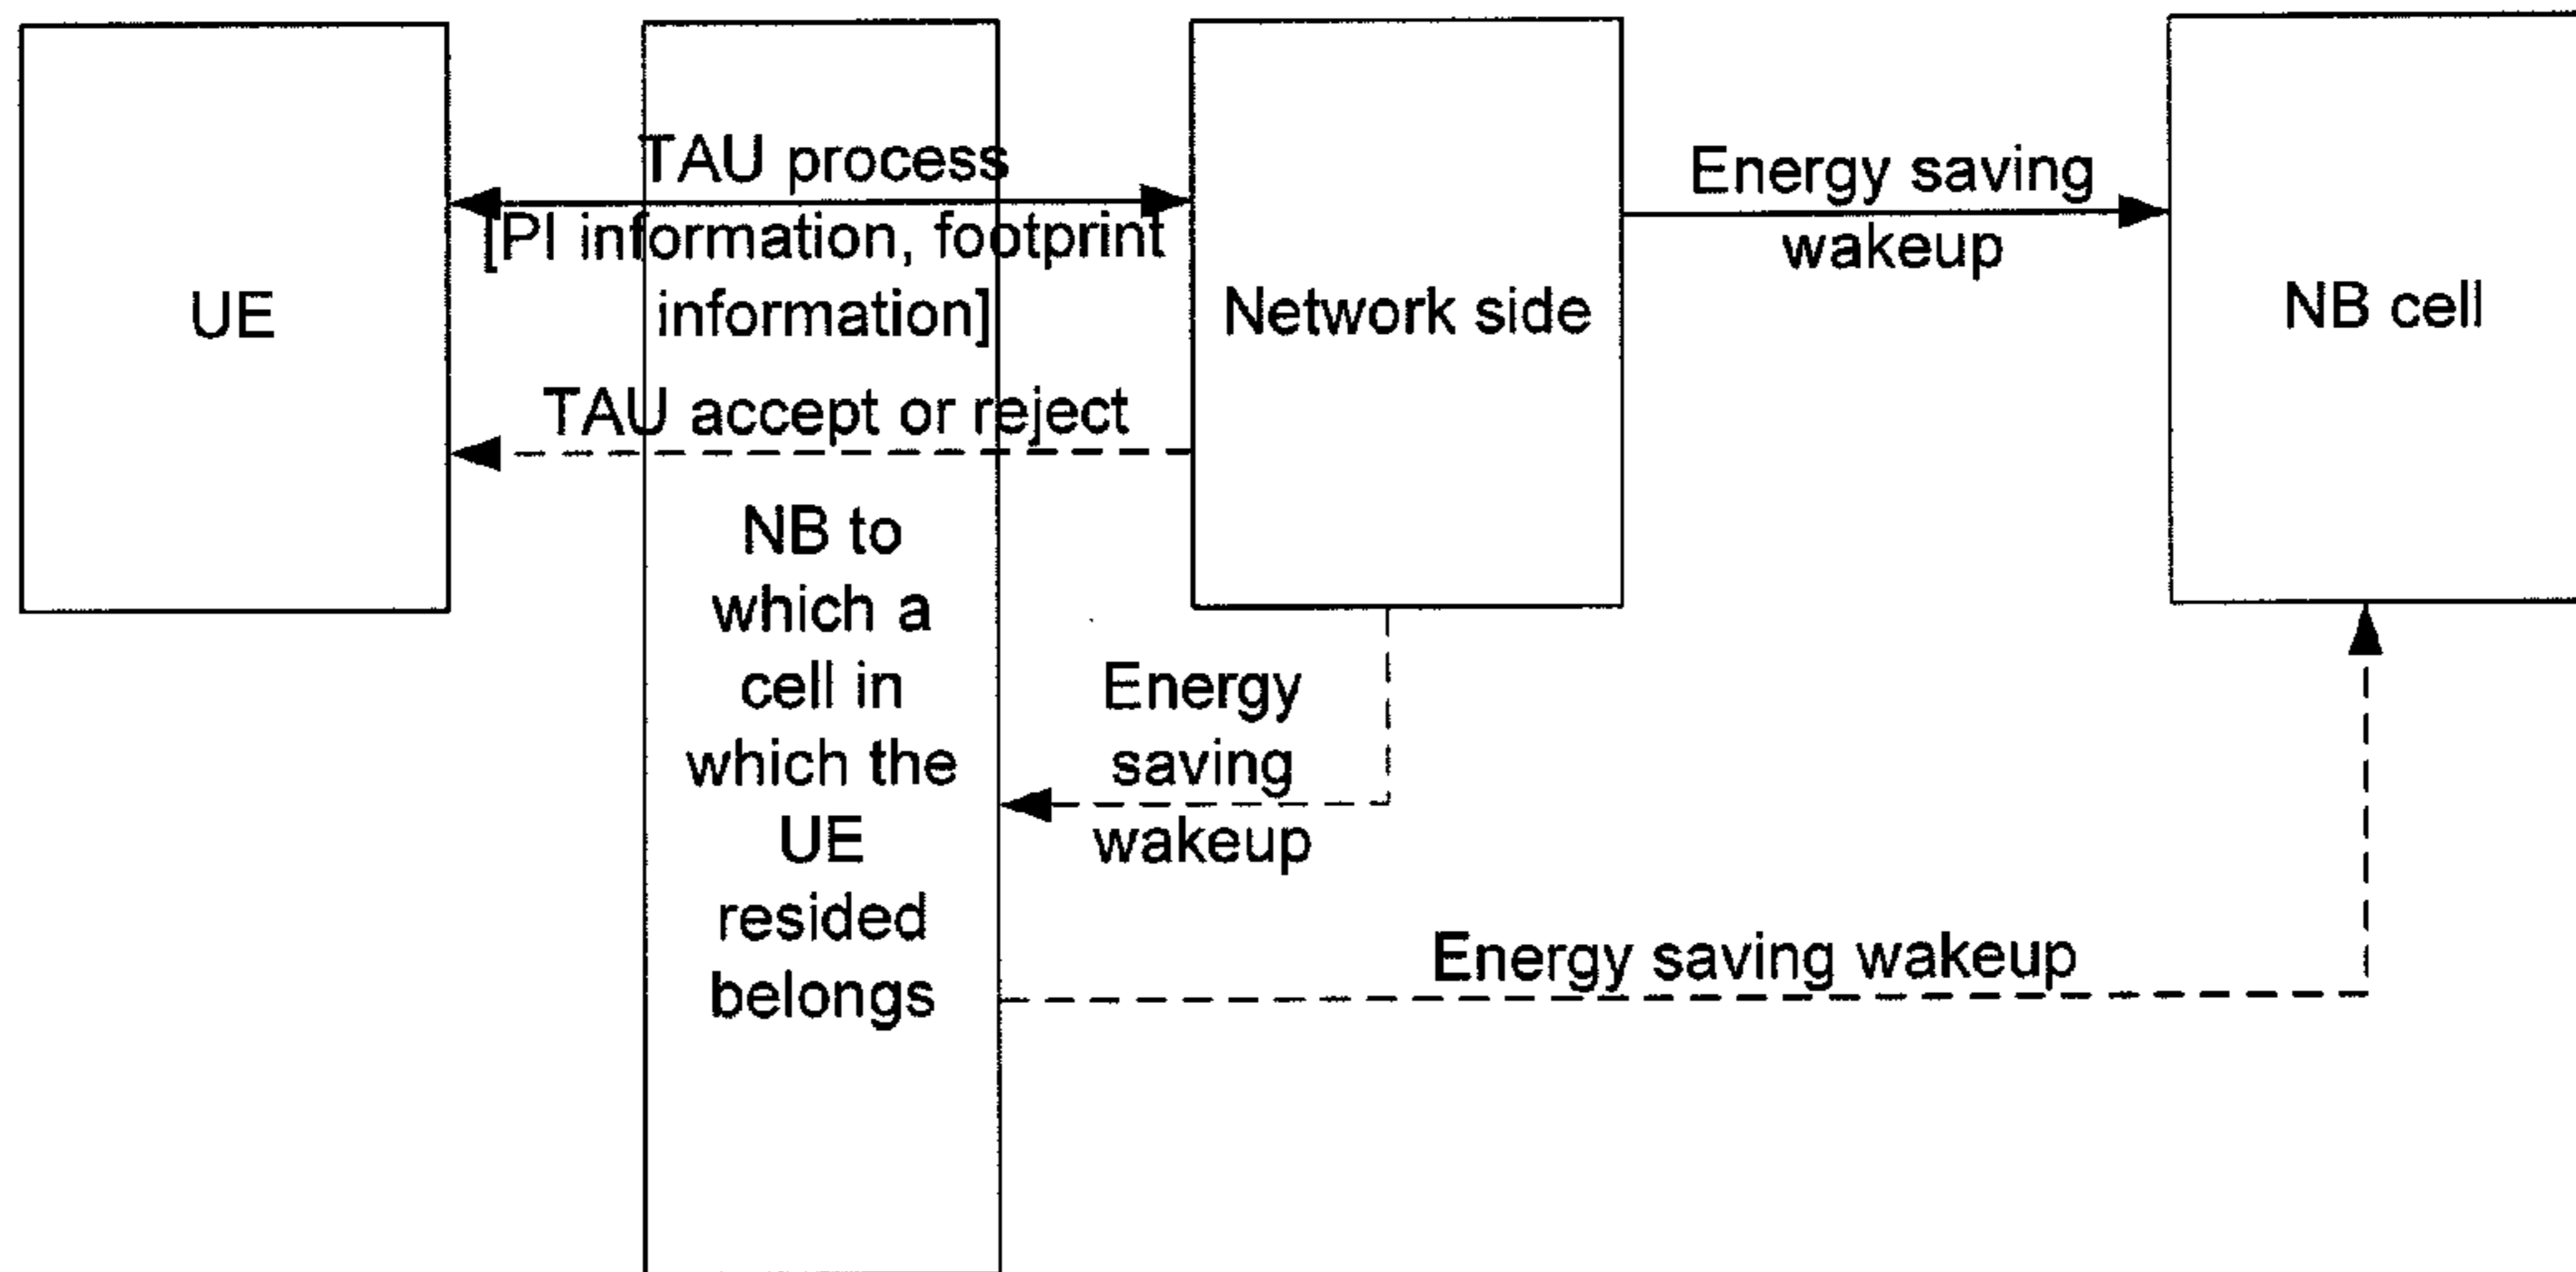 UE
TAU process
[PI information, footprint
information]
TAU accept or reject
NB to
which a
cell in
which the
UE
resided
belongs
Network side
Energy saving
wakeup
NB cell
Energy
saving
wakeup
Energy saving wakeup